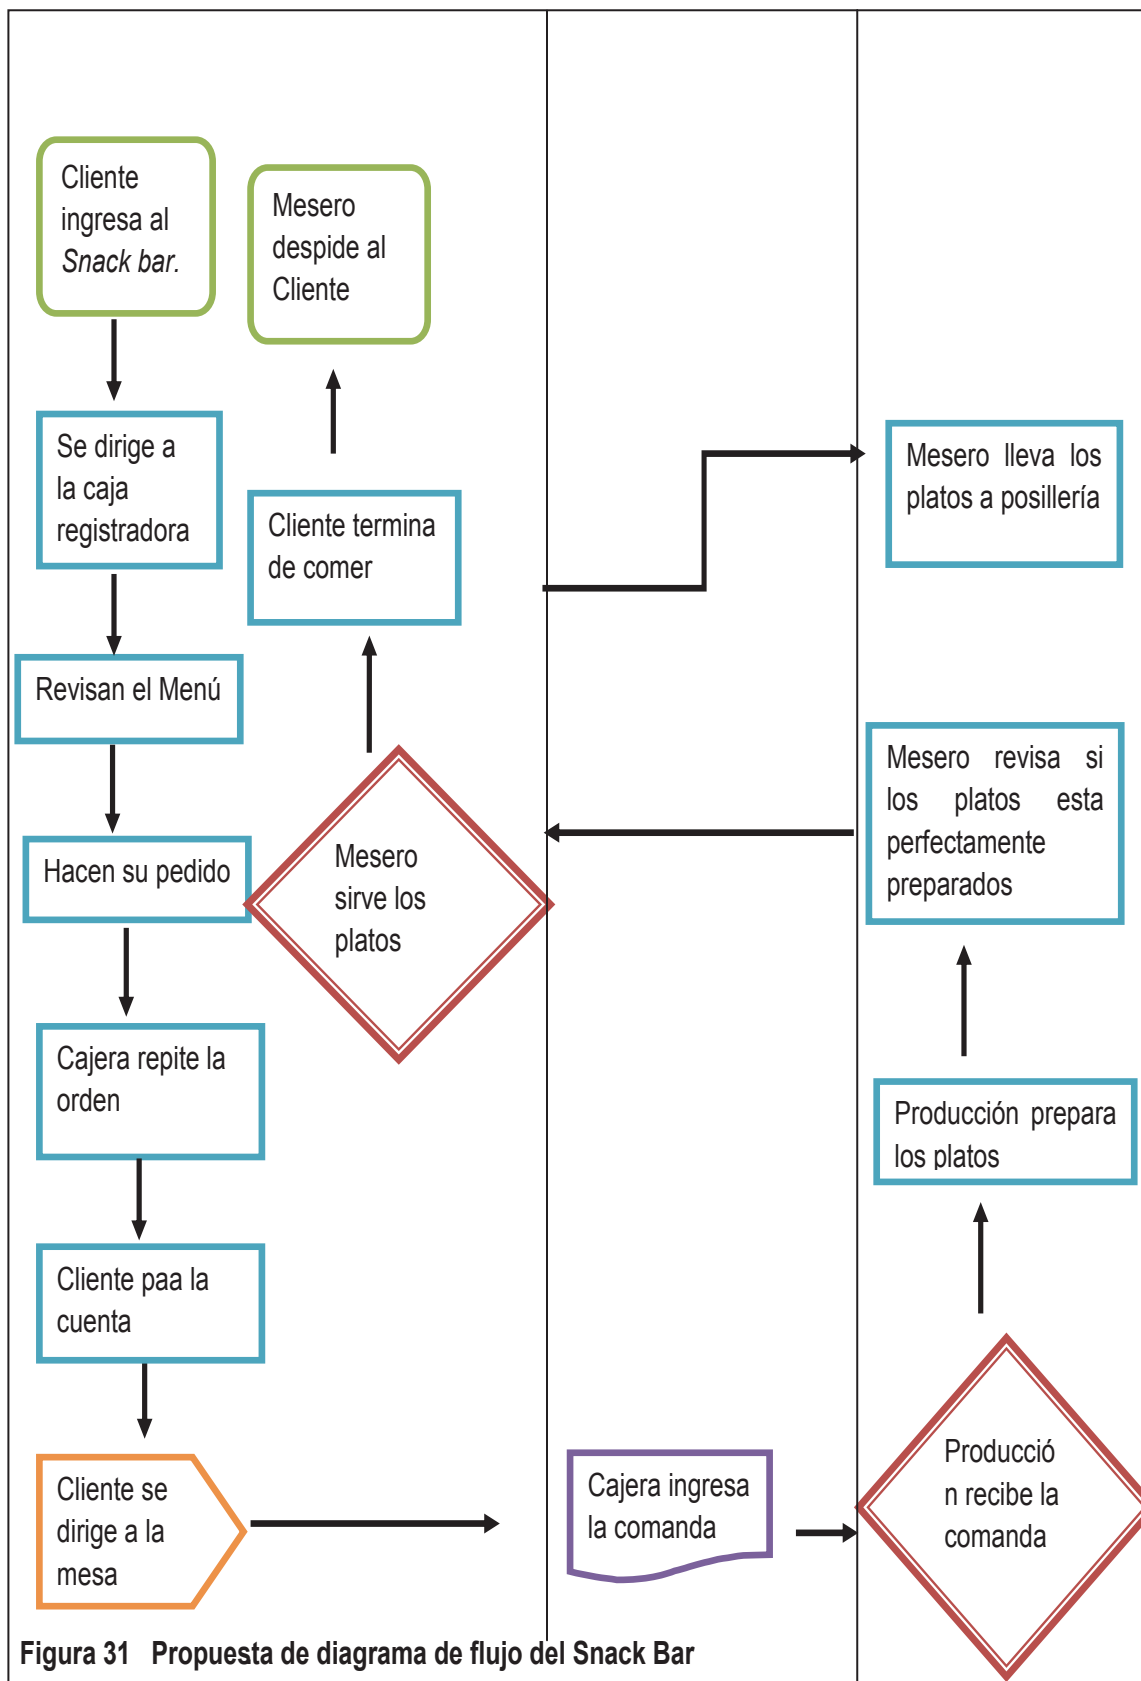 Cliente
ingresa al
Snack bar.
Mesero
despide al
Cliente
Se dirige a
la caja
registradora
Cliente termina
de comer
Mesero lleva los
platos a posillería
Revisan el Menú
Mesero revisa si
los platos esta
perfectamente
preparados
Hacen su pedido
Mesero
sirve los
platos
Cajera repite la
orden
Producción prepara
los platos
Cliente paa la
cuenta
Cliente se
dirige a la
mesa
Cajera ingresa
la comanda
Producció
n recibe la
comanda
Figura 31 Propuesta de diagrama de flujo del Snack Bar